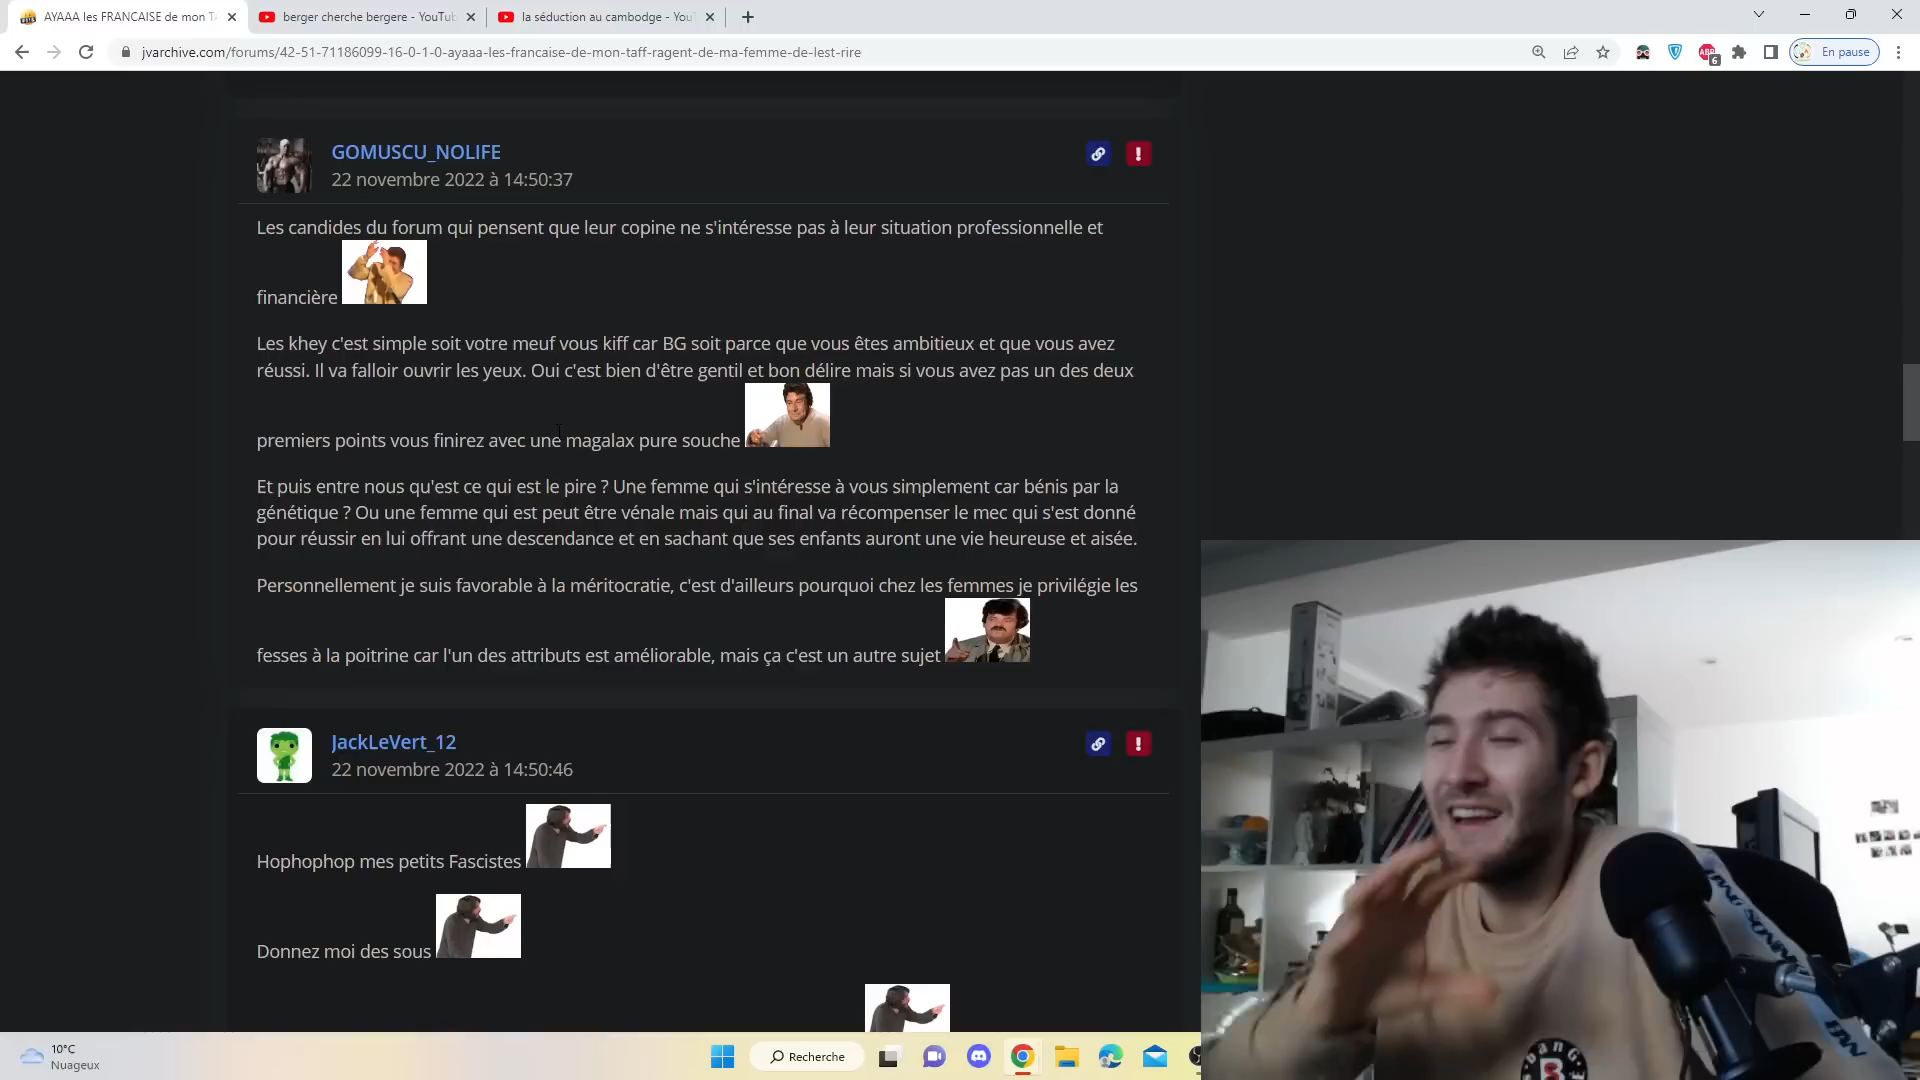 AYAAA les FRANCAISE de mon TA
berger cherche bergere - YouTub
la séduction au cambodge - You
jvarchive.com/forums/42-51-71186099-16-0-1-0-ayaaa-les-francaise-de-mon-taff-ragent-de-ma-femme-de-lest-rire
ABP
6
En pause
GOMUSCU_NOLIFE
22 novembre 2022 à 14:50:37
Les candides du forum qui pensent que leur copine ne s'intéresse pas à leur situation professionnelle et
financière
Les khey c'est simple soit votre meuf vous kiff car BG soit parce que vous êtes ambitieux et que vous avez
réussi. Il va falloir ouvrir les yeux. Oui c'est bien d'être gentil et bon délire mais si vous avez pas un des deux
premiers points vous finirez avec une magalax pure souche
Et puis entre nous qu'est ce qui est le pire ? Une femme qui s'intéresse à vous simplement car bénis par la
génétique ? Ou une femme qui est peut être vénale mais qui au final va récompenser le mec qui s'est donné
pour réussir en lui offrant une descendance et en sachant que ses enfants auront une vie heureuse et aisée.
Personnellement je suis favorable à la méritocratie, c'est d'ailleurs pourquoi chez les femmes je privilégie les
fesses à la poitrine car l'un des attributs est améliorable, mais ça c'est un autre sujet
JackLeVert_12
22 novembre 2022 à 14:50:46
Hophophop mes petits Fascistes
Donnez moi des sous
10°C
Nuageux
Recherche